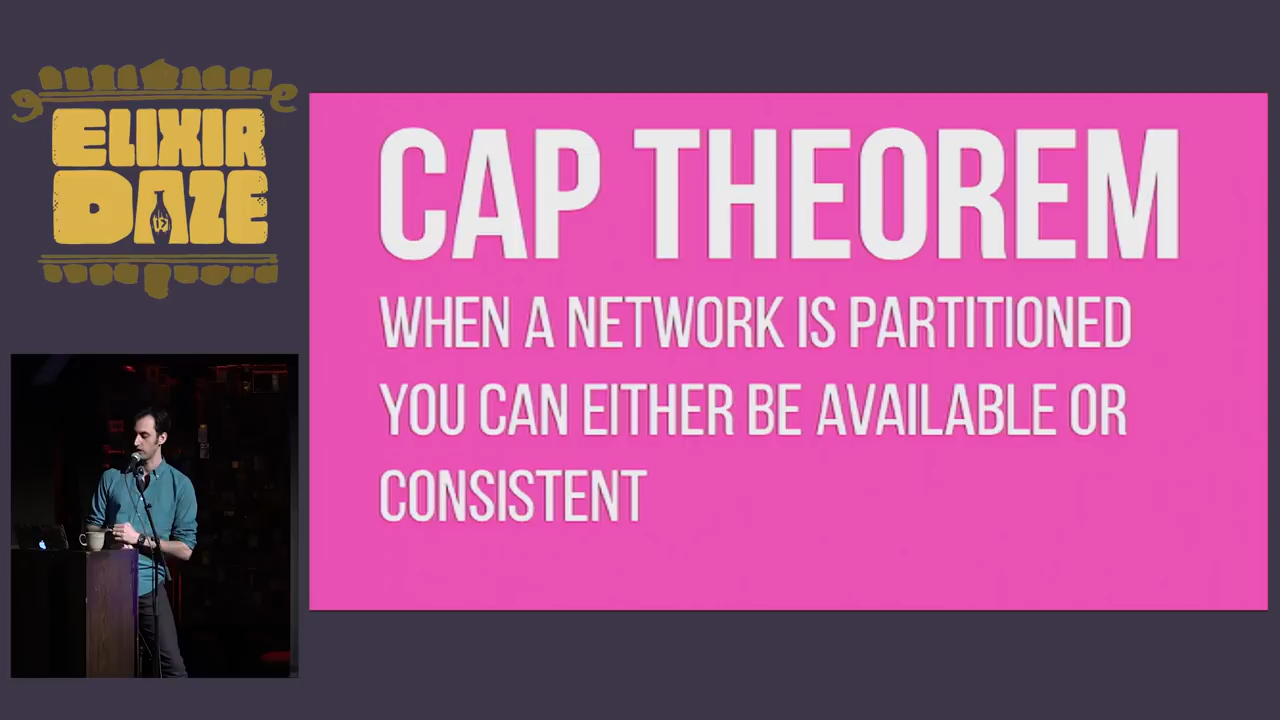 ELIXIR
DAZE
CAP THEOREM
WHEN A NETWORK IS PARTITIONED
YOU CAN EITHER BE AVAILABLE OR
CONSISTENT